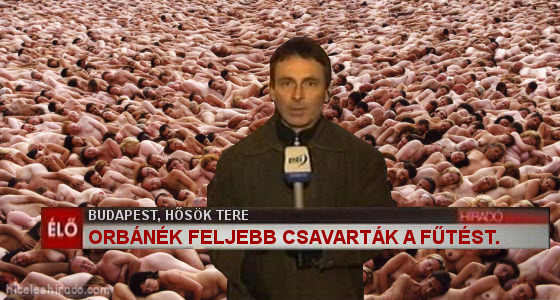 BUDAPEST, HŐSÖK TERE
HÍRADÓ
ÉLŐ
ORBÁNÉK FELJEBB CSAVARTÁK A FŰTÉST.
hiteleshirado.com